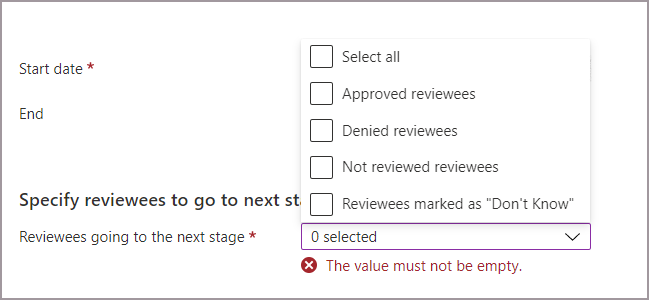 Select all
Start date *
Approved reviewees
End
Denied reviewees
Not reviewed reviewees
Specify reviewees to go to next
Reviewees marked as "Don't Know"
Reviewees going to the next stage * 0 selected
The value must not be empty.